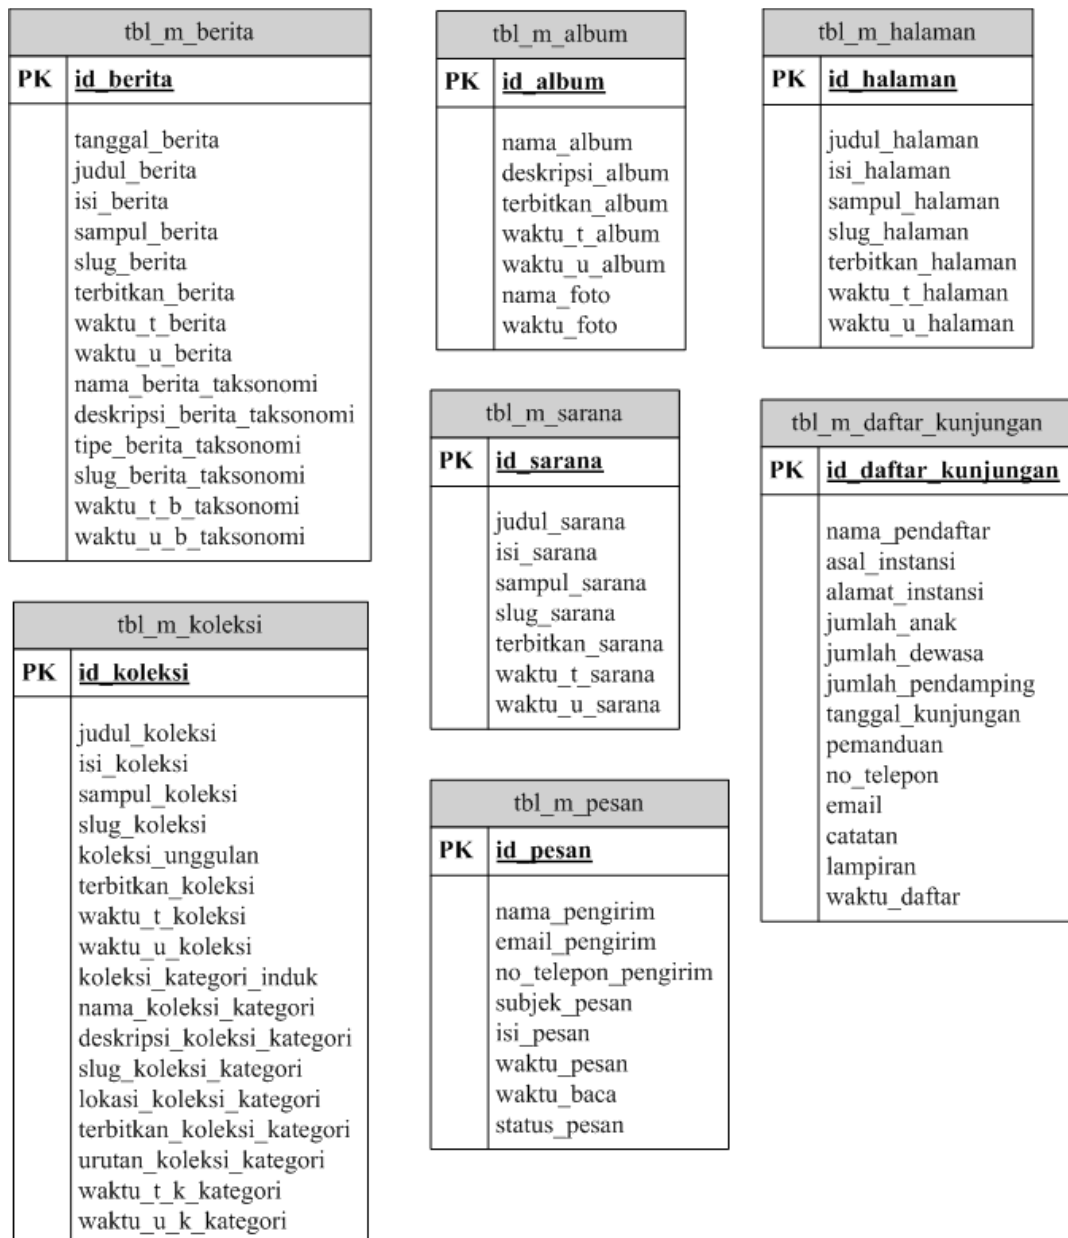 tbl_m_berita
PK id_berita
tanggal_berita
judul_berita
isi_berita
sampul_berita
slug_berita
terbitkan_berita
waktu_t_berita
waktu_u_berita
nama_berita_taksonomi
deskripsi_berita_taksonomi
tipe_berita_taksonomi
slug_berita_taksonomi
waktu_t_b_taksonomi
waktu_u_b_taksonomi
tbl_m_album
PK id_album
nama_album
deskripsi_album
terbitkan_album
waktu_t_album
waktu_u_album
nama_foto
waktu_foto
tbl_m_halaman
PK id_halaman
judul_halaman
isi_halaman
sampul_halaman
slug_halaman
terbitkan_halaman
waktu_t_halaman
waktu_u_halaman
tbl_m_sarana
PK id_sarana
judul_sarana
isi_sarana
sampul_sarana
slug_sarana
terbitkan_sarana
waktu_t_sarana
waktu_u_sarana
tbl_m_daftar_kunjungan
PK id_daftar_kunjungan
nama_pendaftar
asal_instansi
alamat_instansi
jumlah_anak
jumlah_dewasa
jumlah_pendamping
tanggal_kunjungan
pemanduan
no_telepon
email
catatan
lampiran
waktu_daftar
tbl_m_koleksi
PK id_koleksi
judul_koleksi
isi_koleksi
sampul_koleksi
slug_koleksi
koleksi_unggulan
terbitkan_koleksi
waktu_t_koleksi
waktu_u_koleksi
koleksi_kategori_induk
nama_koleksi_kategori
deskripsi_koleksi_kategori
slug_koleksi_kategori
lokasi_koleksi_kategori
terbitkan_koleksi_kategori
urutan_koleksi_kategori
waktu_t_k_kategori
waktu_u_k_kategori
tbl_m_pesan
PK id_pesan
nama_pengirim
email_pengirim
no_telepon_pengirim
subjek_pesan
isi_pesan
waktu_pesan
waktu_baca
status_pesan